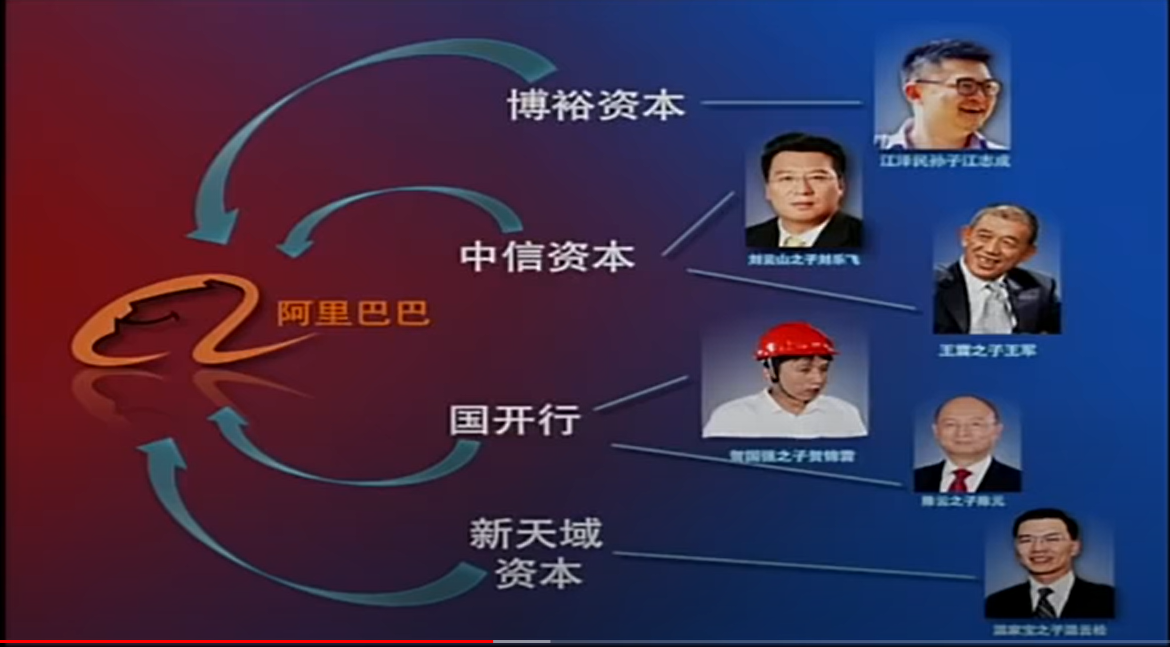 博裕资本
江泽民孙子江志成
中信资本
刘云山之子刘乐飞
王震之子王军
阿里巴巴
国开行
贺国强之子贺锦雷
陈云之子陈元
新天域
资本
温家宝之子温云松